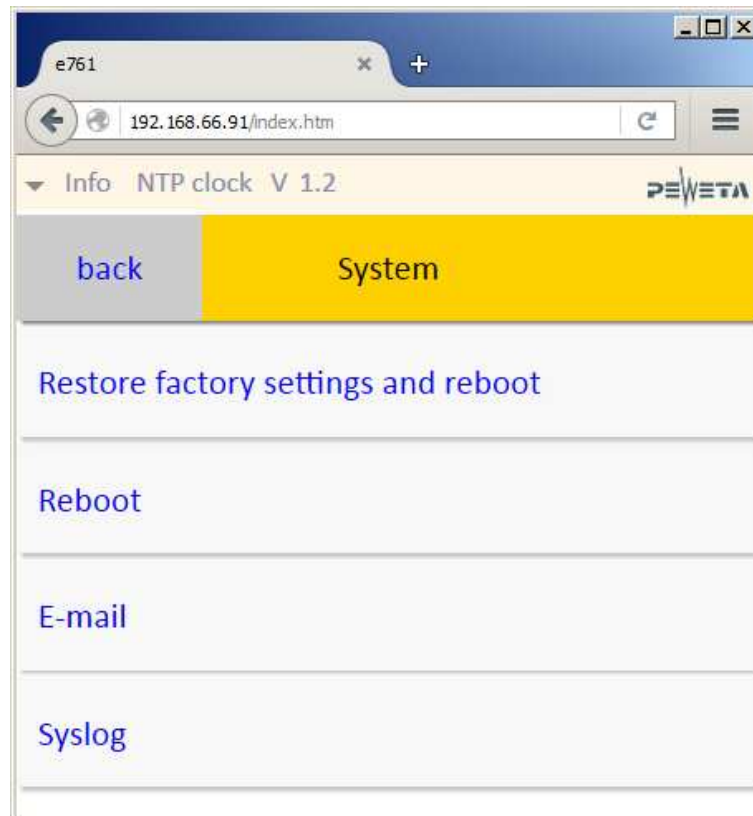 e761
192.168.66.91/index.htm
Info NTP clock V 1.2
PEWETA
back System
Restore factory settings and reboot
Reboot
E-mail
Syslog